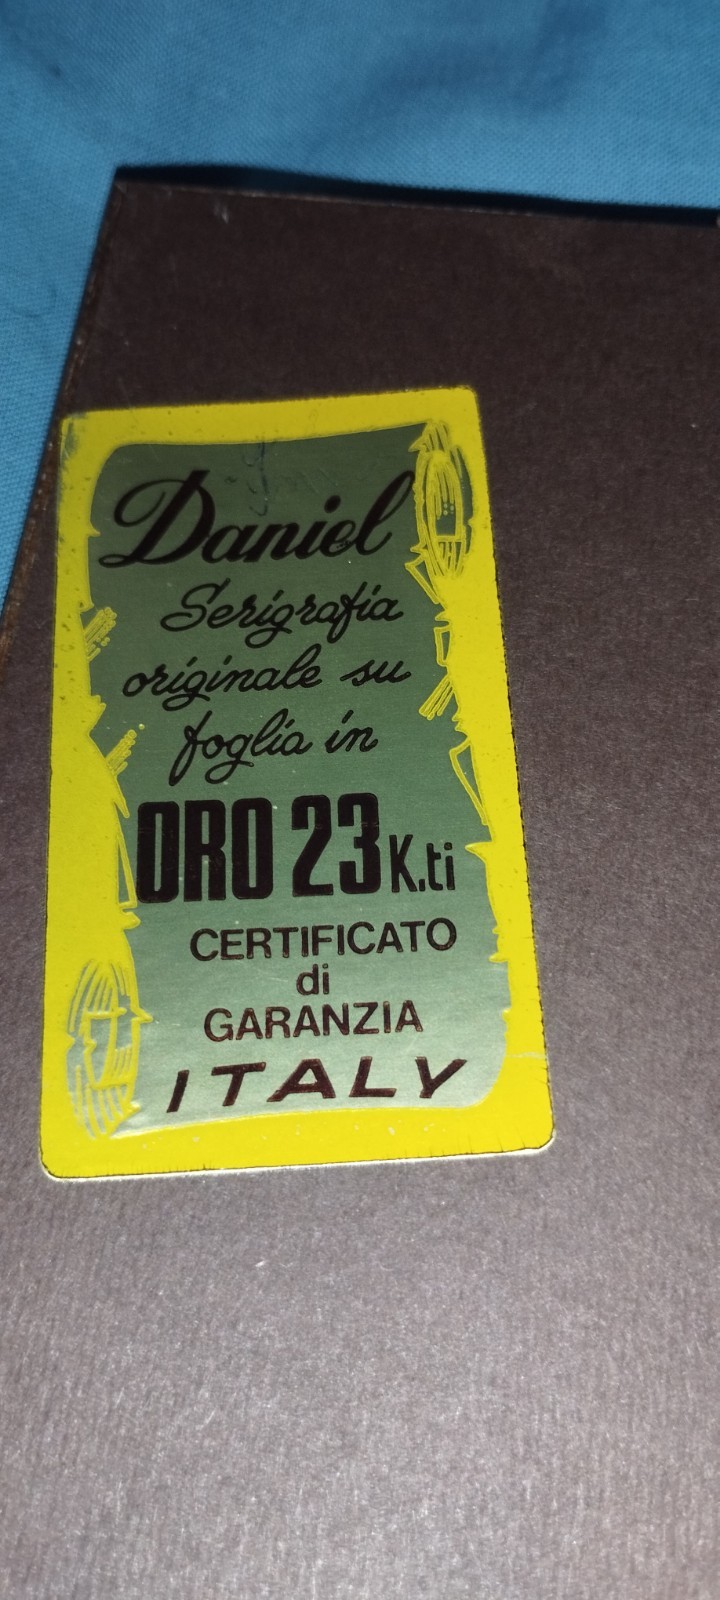 Daniel
Serigrafia
originale su
foglia in
ORO 23 K.ti
CERTIFICATO
di
GARANZIA
ITALY